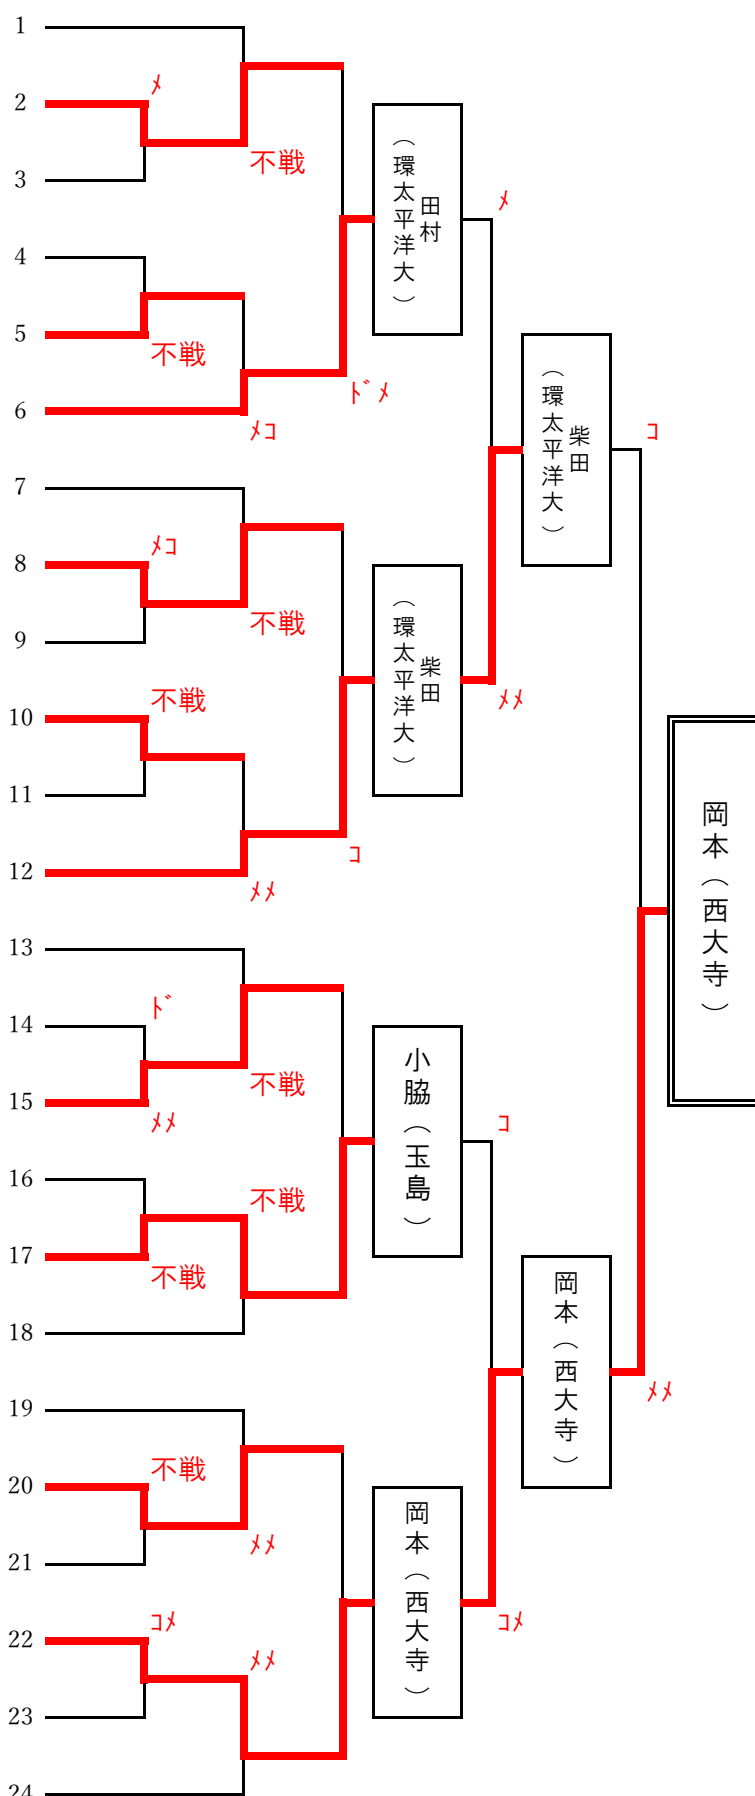 1
2
ﾒ
3
不戦
4
5
不戦
6
ﾒｺ
ﾄﾞﾒ
田村
（環太平洋大）
ﾒ
7
8
ﾒｺ
9
不戦
10
不戦
11
12
ﾒﾒ
ｺ
柴田
（環太平洋大）
ﾒﾒ
柴田
（環太平洋大）
ｺ
13
14
ﾄﾞ
15
ﾒﾒ
不戦
16
17
不戦
不戦
18
小脇（玉島）
ｺ
19
20
不戦
21
ﾒﾒ
22
ｺﾒ
23
ﾒﾒ
24
岡本（西大寺）
ｺﾒ
岡本（西大寺）
ﾒﾒ
岡本（西大寺）